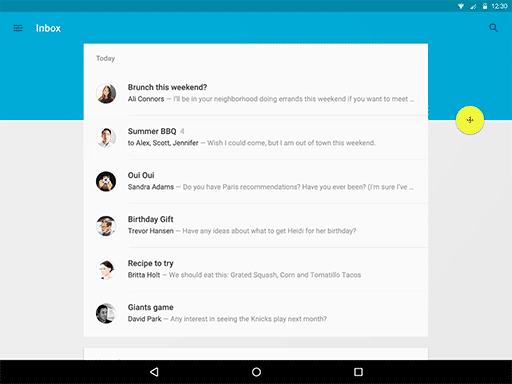 12:30
Inbox
Today
Brunch this weekend?
Ali Connors — I'll be in your neighborhood doing errands this weekend if you want to meet ...
Summer BBQ 4
to Alex, Scott, Jennifer — Wish I could come, but I am out of town this weekend.
Oui Oui
Sandra Adams — Do you have Paris recommendations? Have you ever been? (I'm sure I've ...
Birthday Gift
Trevor Hansen — Have any ideas about what to get Heidi for her birthday?
Recipe to try
Britta Holt — We should eat this: Grated Squash, Corn and Tomatillo Tacos
Giants game
David Park — Any interest in seeing the Knicks play next month?